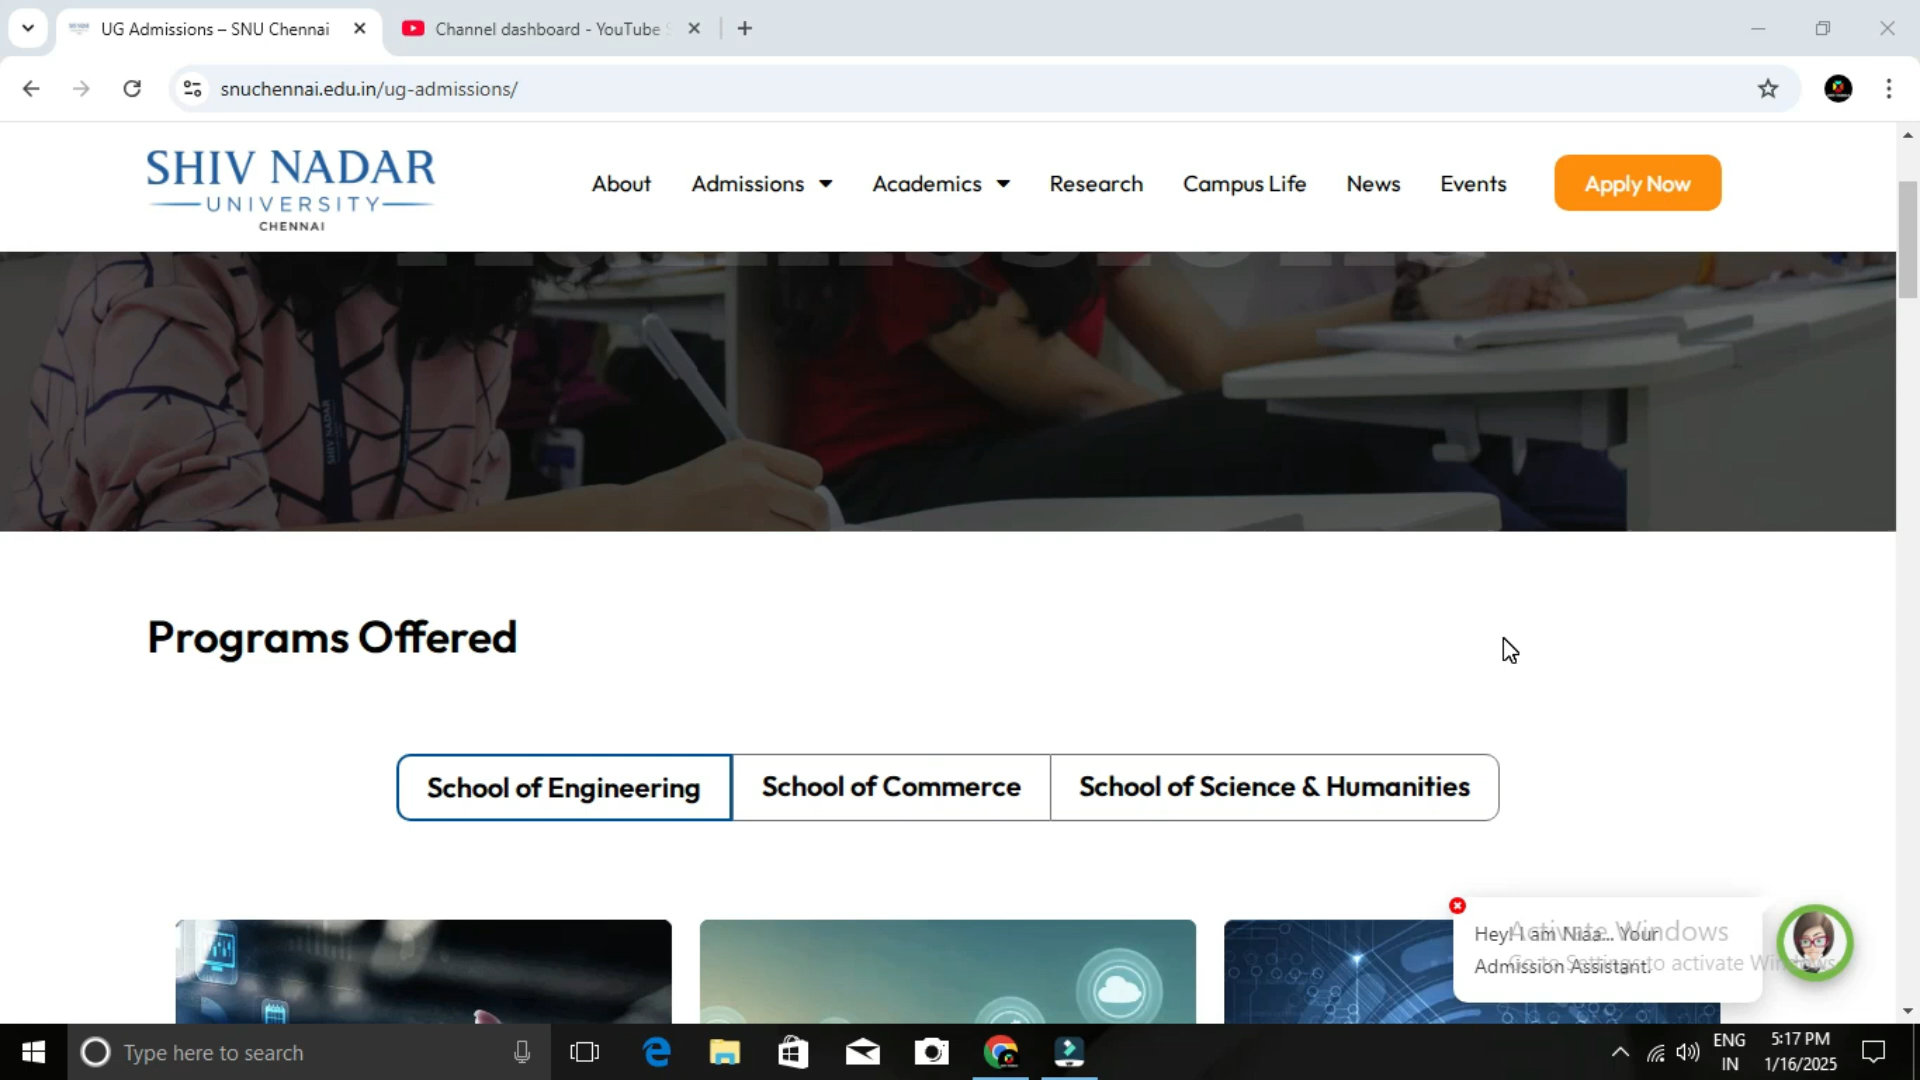 UG Admissions – SNU Chennai
Channel dashboard - YouTube S
snuchennai.edu.in/ug-admissions/
SHIV NADAR
UNIVERSITY
CHENNAI
About
Admissions
Academics
Research
Campus Life
News
Events
Apply Now
Programs Offered
School of Engineering
School of Commerce
School of Science & Humanities
Hey! I am Niaa... Your
Admission Assistant.
Activate Windows
Go to Settings to activate Windows.
Type here to search
ENG
IN
5:17 PM
1/16/2025